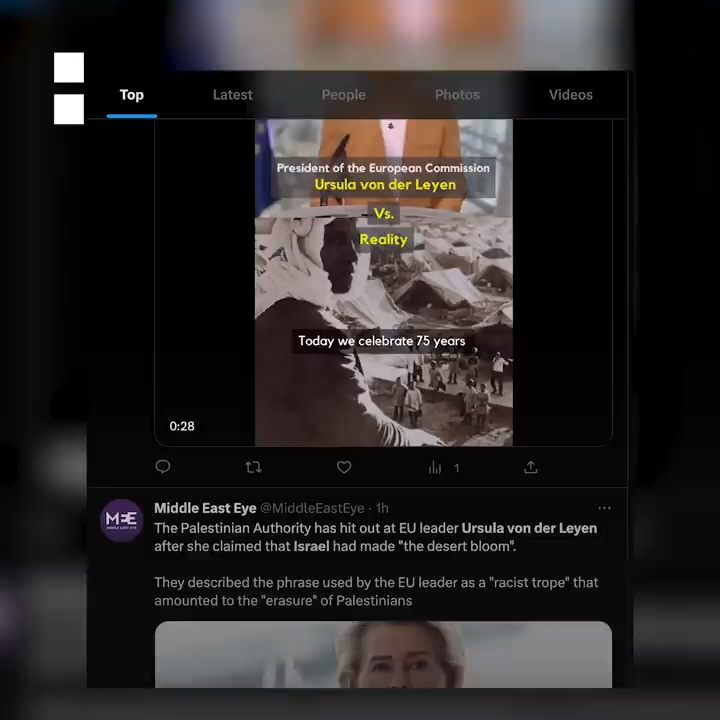 Top Latest People Photos Videos
President of the European Commission
Ursula von der Leyen
Vs.
Reality
Today we celebrate 75 years
0:28
1
MEE
MIDDLE EAST EYE
Middle East Eye @MiddleEastEye · 1h
The Palestinian Authority has hit out at EU leader Ursula von der Leyen
after she claimed that Israel had made "the desert bloom".
They described the phrase used by the EU leader as a "racist trope" that
amounted to the "erasure" of Palestinians